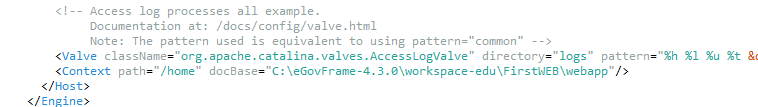 <!-- Access log processes all example.
Documentation at: /docs/config/valve.html
Note: The pattern used is equivalent to using pattern="common" -->
<Valve className="org.apache.catalina.valves.AccessLogValve" directory="logs" pattern="%h %l %u %t &
<Context path="/home" docBase="C:\eGovFrame-4.3.0\workspace-edu\FirstWEB\webapp"/>
</Host>
</Engine>